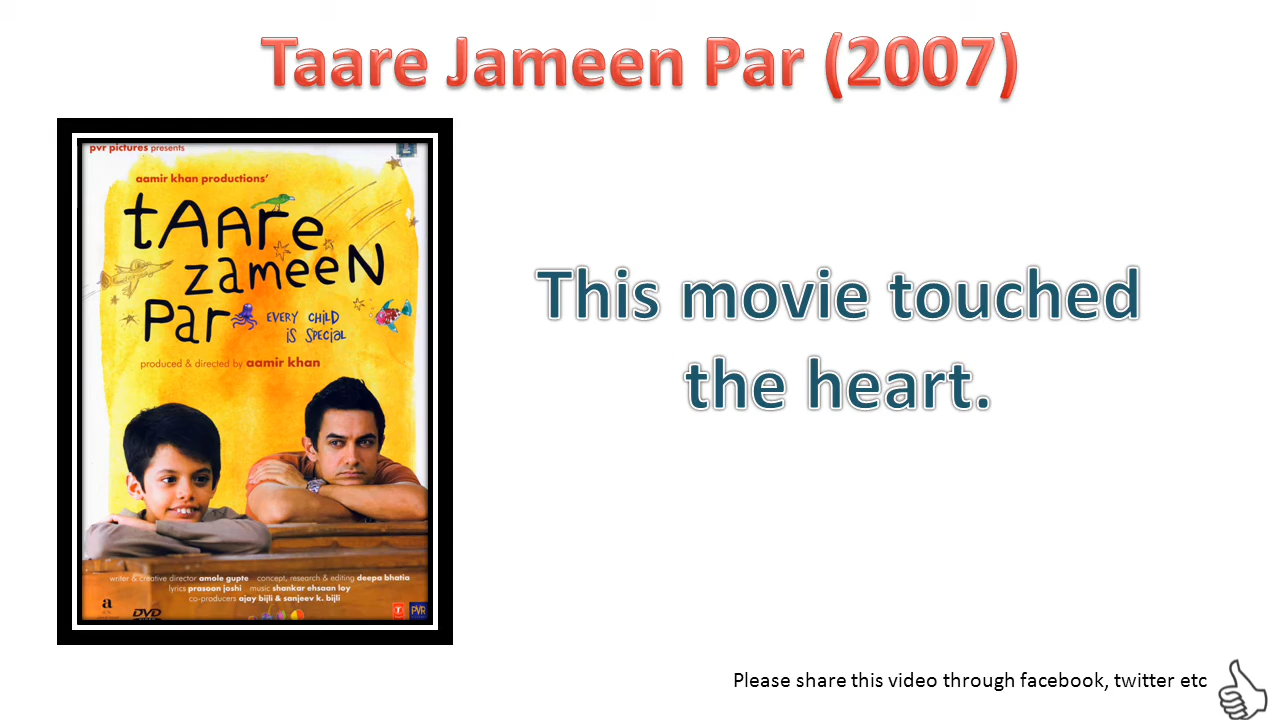 Taare Jameen Par (2007)
pvr pictures presents
aamir khan productions'
tAAre
zameeN
Par
EVERY CHILD
iS SPECIAL
produced & directed by aamir khan
This movie touched
the heart.
writer & creative director amole gupte concept, research & editing deepa bhatia
lyrics prasoon joshi music shankar ehsaan loy
co-producers ajay bijli & sanjeev k. bijli
a
DVD
T
PVR
Please share this video through facebook, twitter etc